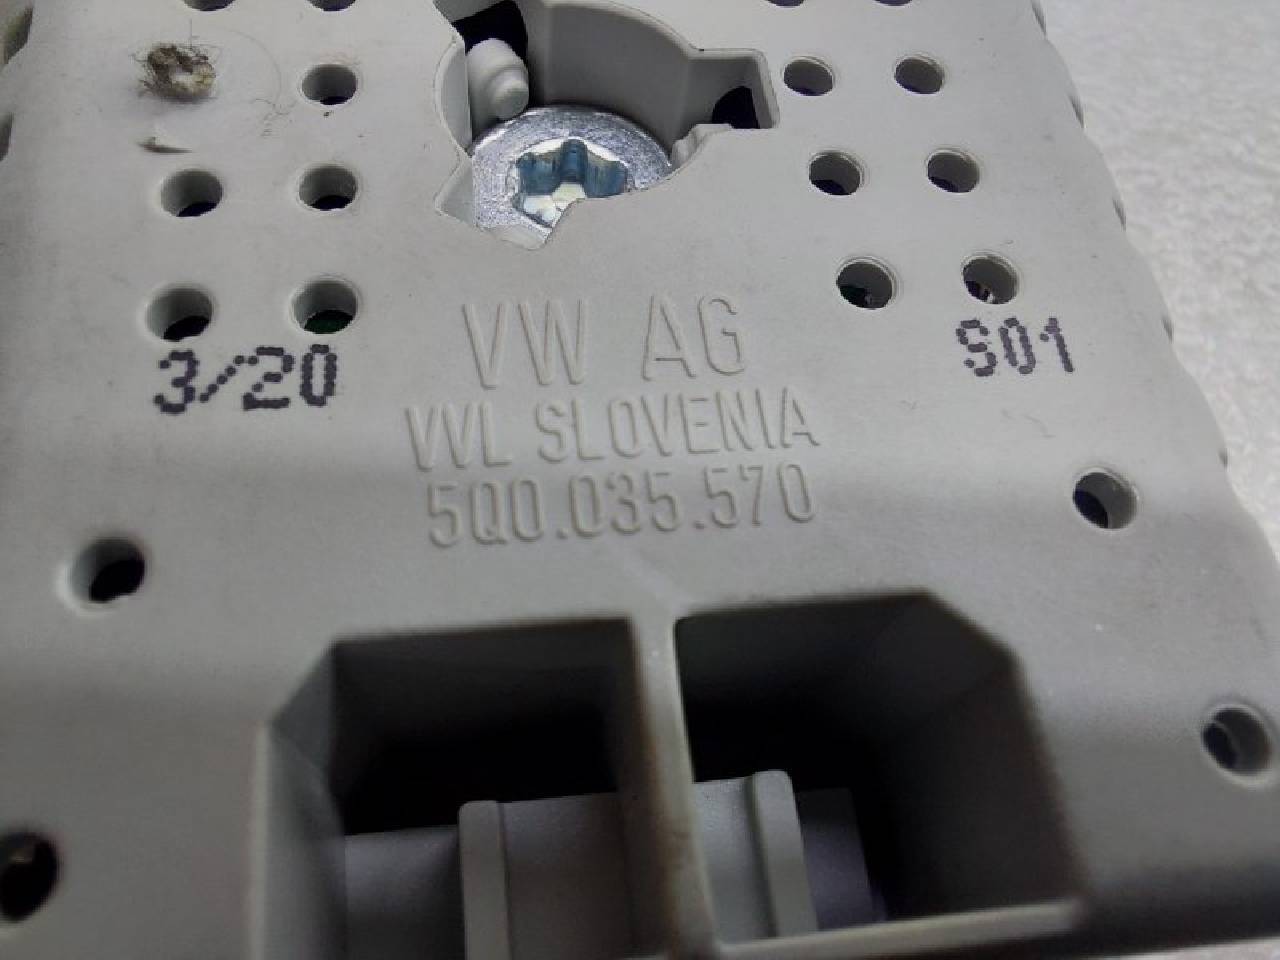 VW AG
3/20
S01
VVL SLOVENIA
5Q0.035.570